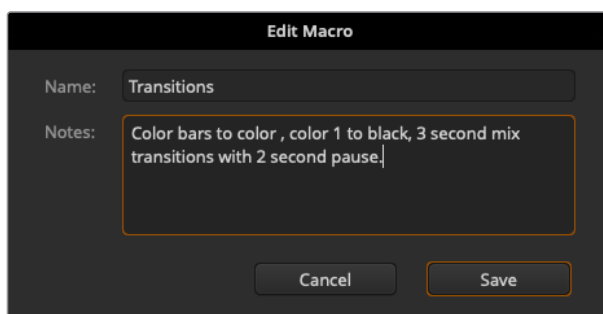 Edit Macro
Name: Transitions
Notes: Color bars to color , color 1 to black, 3 second mix
transitions with 2 second pause.
Cancel Save